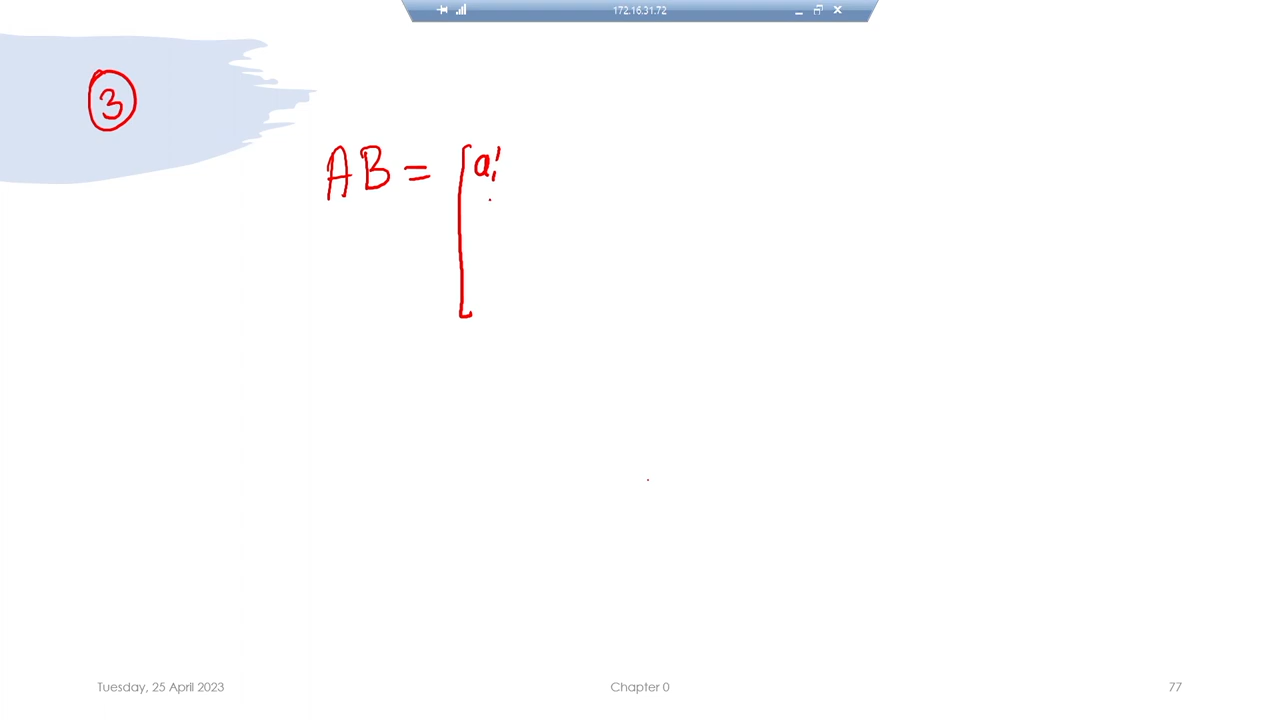 172.16.31.72
3
AB = [a₁'
Tuesday, 25 April 2023
Chapter 0
77